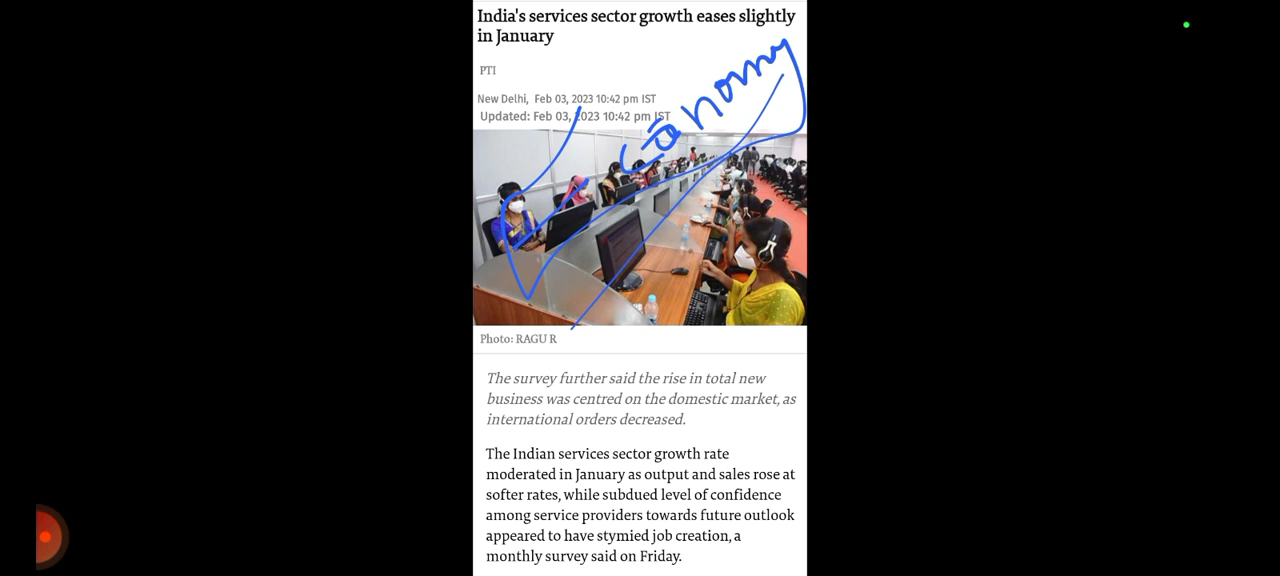 India's services sector growth eases slightly
in January
PTI
New Delhi, Feb 03, 2023 10:42 pm IST
Updated: Feb 03, 2023 10:42 pm IST
Photo: RAGU R
The survey further said the rise in total new
business was centred on the domestic market, as
international orders decreased.
The Indian services sector growth rate
moderated in January as output and sales rose at
softer rates, while subdued level of confidence
among service providers towards future outlook
appeared to have stymied job creation, a
monthly survey said on Friday.